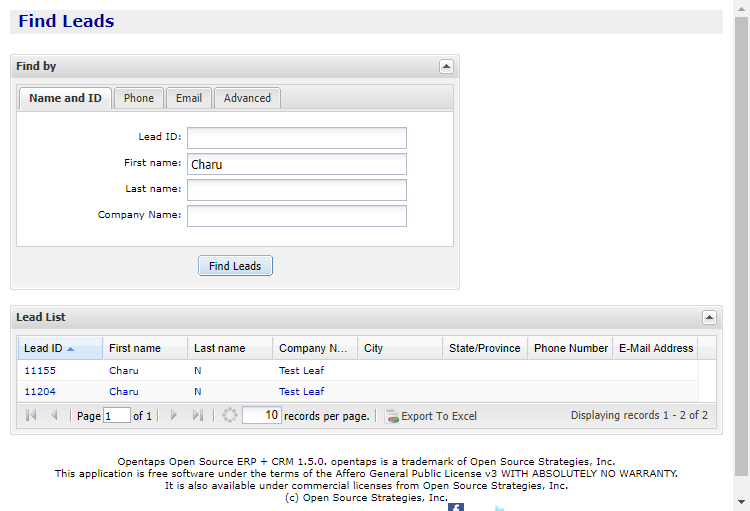 Find Leads
Find by
Name and ID Phone Email Advanced
Lead ID:
First name: Charu
Last name:
Company Name:
Find Leads
Lead List
Lead ID First name Last name Company N... City State/Province Phone Number E-Mail Address
11155 Charu N Test Leaf
11204 Charu N Test Leaf
Page 1 of 1 10 records per page. Export To Excel Displaying records 1 - 2 of 2
Opentaps Open Source ERP + CRM 1.5.0. opentaps is a trademark of Open Source Strategies, Inc.
This application is free software under the terms of the Affero General Public License v3 WITH ABSOLUTELY NO WARRANTY.
It is also available under commercial licenses from Open Source Strategies, Inc.
(c) Open Source Strategies, Inc.